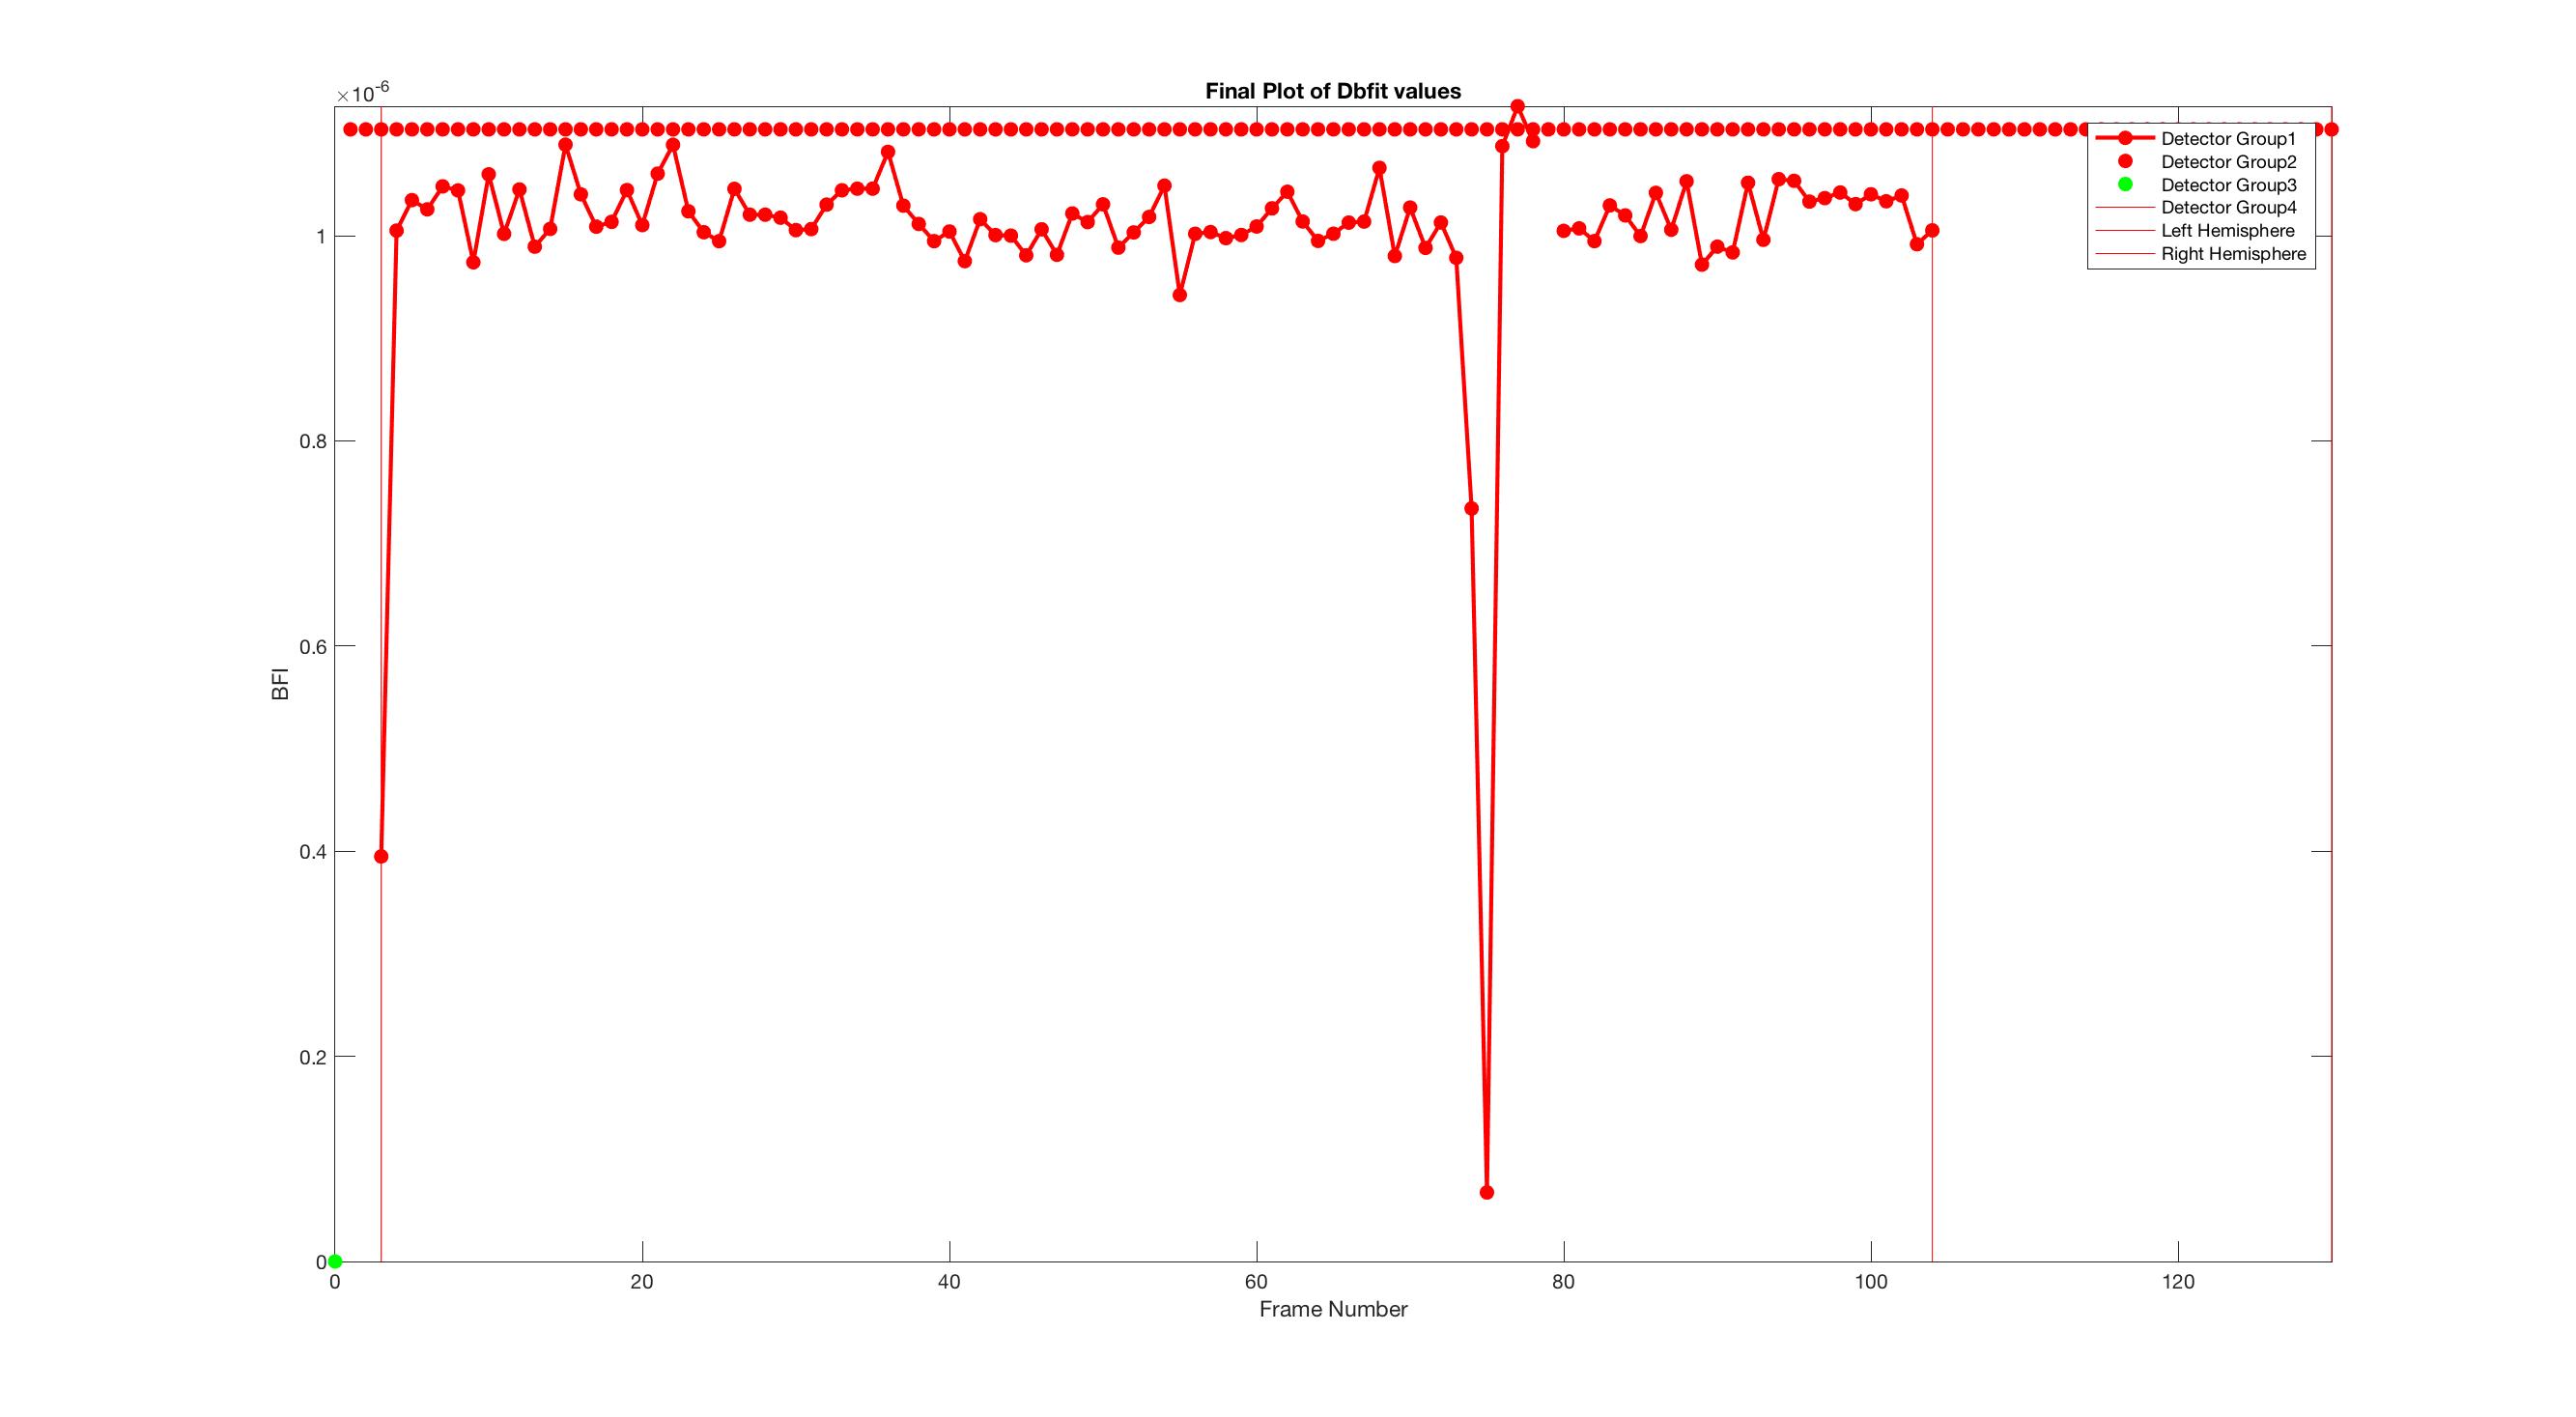 Final Plot of Dbfit values
×10-6
1
0.8
0.6
0.4
0.2
0
BFI
0 20 40 60 80 100 120
Frame Number
Detector Group1
Detector Group2
Detector Group3
Detector Group4
Left Hemisphere
Right Hemisphere